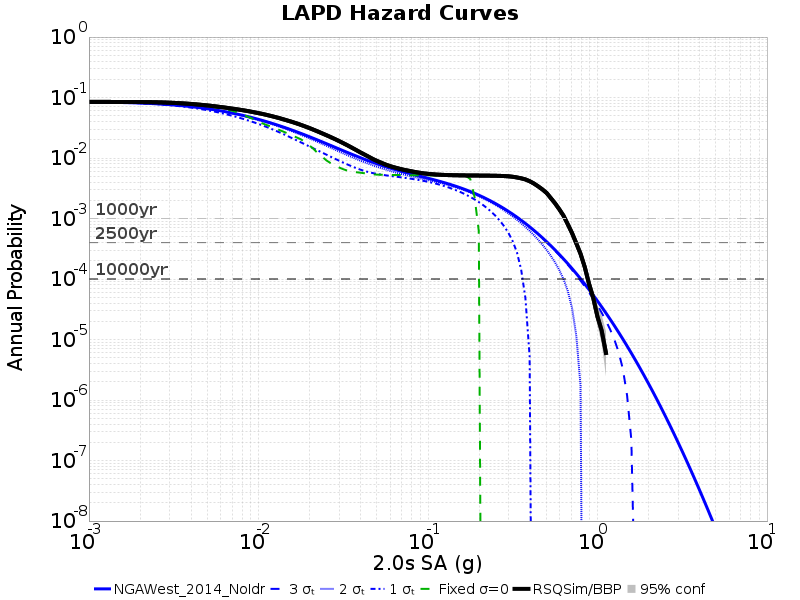 LAPD Hazard Curves
10⁰
10⁻¹
10⁻²
10⁻³
10⁻⁴
10⁻⁵
10⁻⁶
10⁻⁷
10⁻⁸
Annual Probability
1000yr
2500yr
10000yr
10⁻³ 10⁻² 10⁻¹ 10⁰ 10¹
2.0s SA (g)
NGAWest_2014_NoIdr 3 σₜ 2 σₜ 1 σₜ Fixed σ=0 RSQSim/BBP 95% conf